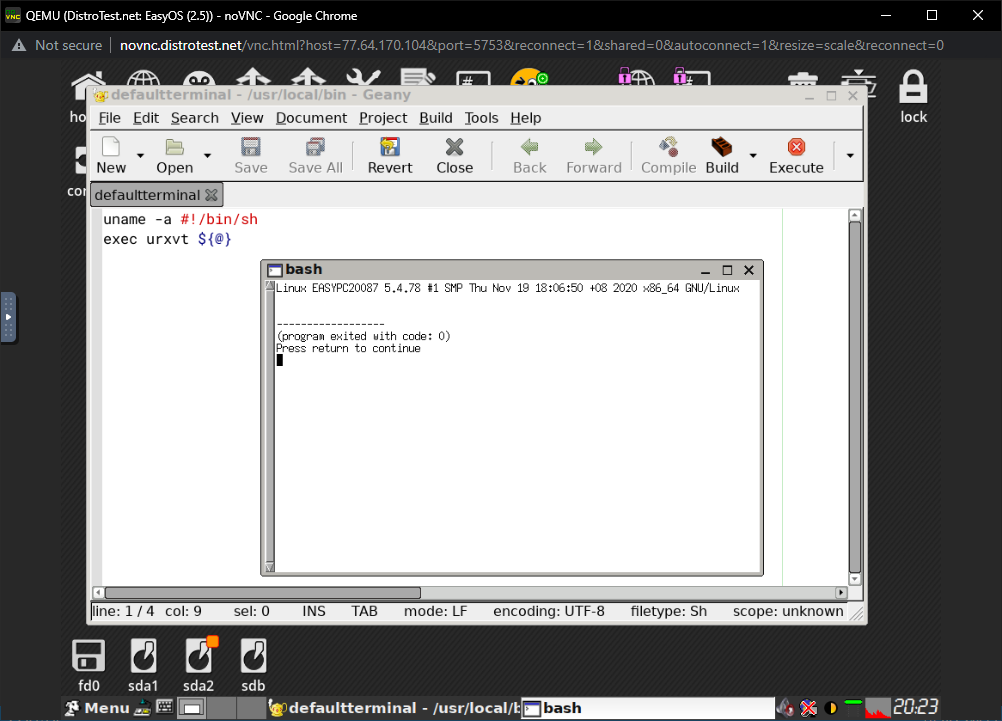 QEMU (DistroTest.net: EasyOS (2.5)) - noVNC - Google Chrome
Not secure | novnc.distrotest.net/vnc.html?host=77.64.170.104&port=5753&reconnect=1&shared=0&autoconnect=1&resize=scale&reconnect=0
lock
defaultterminal - /usr/local/bin - Geany
File Edit Search View Document Project Build Tools Help
New Open Save Save All Revert Close Back Forward Compile Build Execute
defaultterminal
uname -a #!/bin/sh
exec urxvt ${@}
bash
Linux EASYPC20087 5.4.78 #1 SMP Thu Nov 19 18:06:50 +08 2020 x86_64 GNU/Linux
------------------
(program exited with code: 0)
Press return to continue
line: 1 / 4 col: 9 sel: 0 INS TAB mode: LF encoding: UTF-8 filetype: Sh scope: unknown
fd0 sda1 sda2 sdb
Menu defaultterminal - /usr/local/b bash 20:23